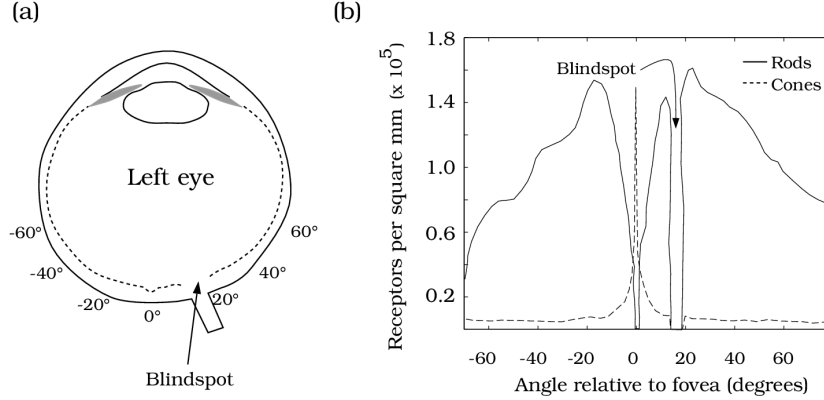 (a)
Left eye
-60°
-40°
-20°
0°
20°
40°
60°
Blindspot
(b)
Receptors per square mm (x 10⁵)
1.8
1.4
1.0
0.6
0.2
Blindspot
Rods
Cones
-60 -40 -20 0 20 40 60
Angle relative to fovea (degrees)